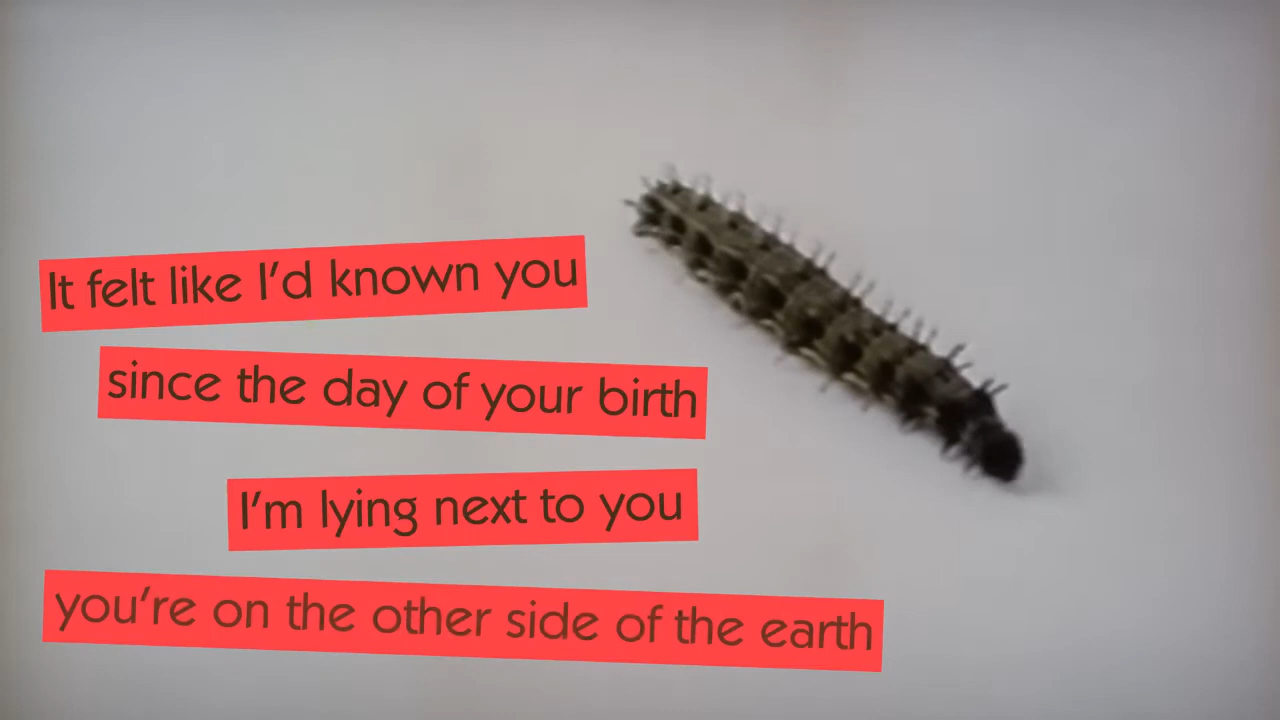 It felt like I'd known you
since the day of your birth
I'm lying next to you
you're on the other side of the earth